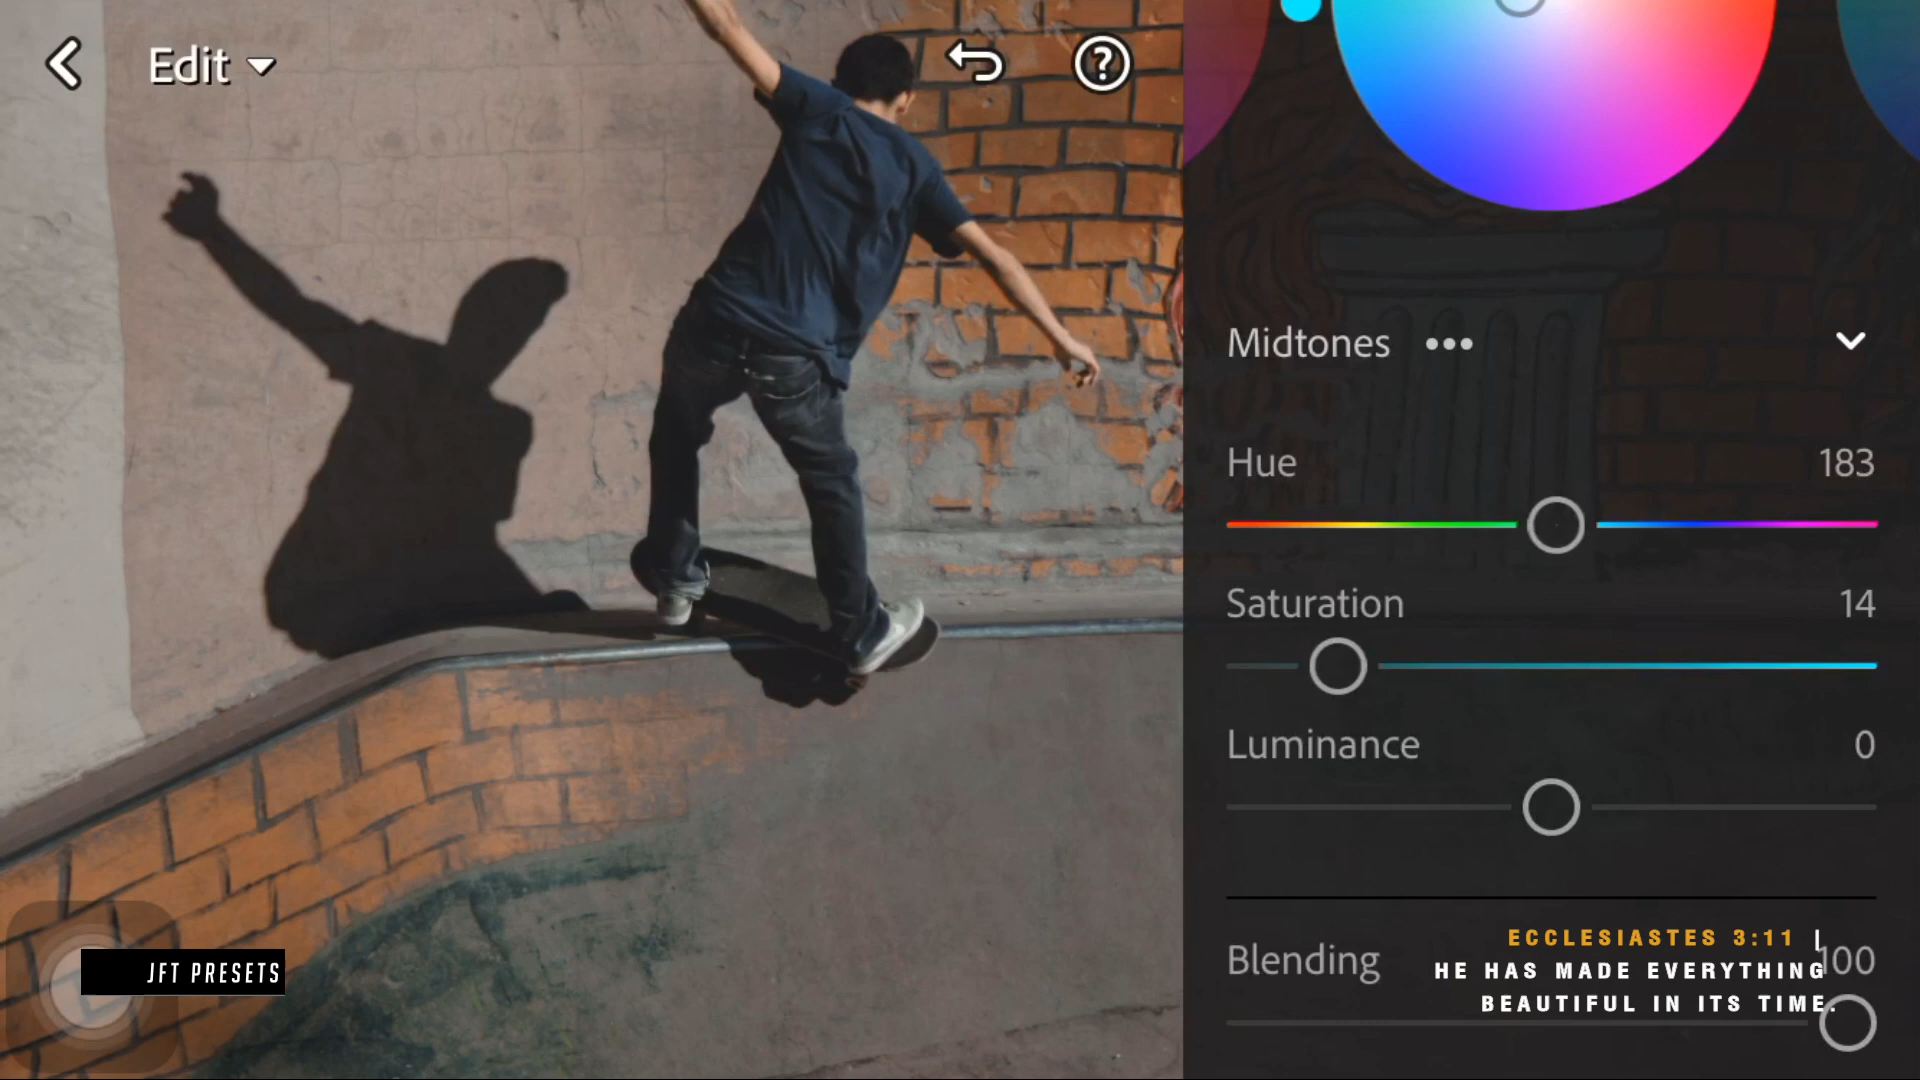 Edit
Midtones
Hue 183
Saturation 14
Luminance 0
Blending 100
ECCLESIASTES 3:11 |
HE HAS MADE EVERYTHING
BEAUTIFUL IN ITS TIME.
JFT PRESETS